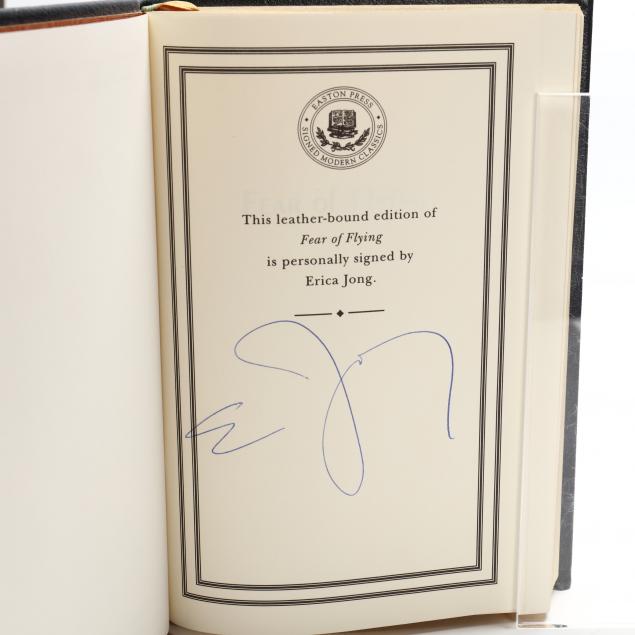 EASTON PRESS
SIGNED MODERN CLASSICS
This leather-bound edition of
Fear of Flying
is personally signed by
Erica Jong.